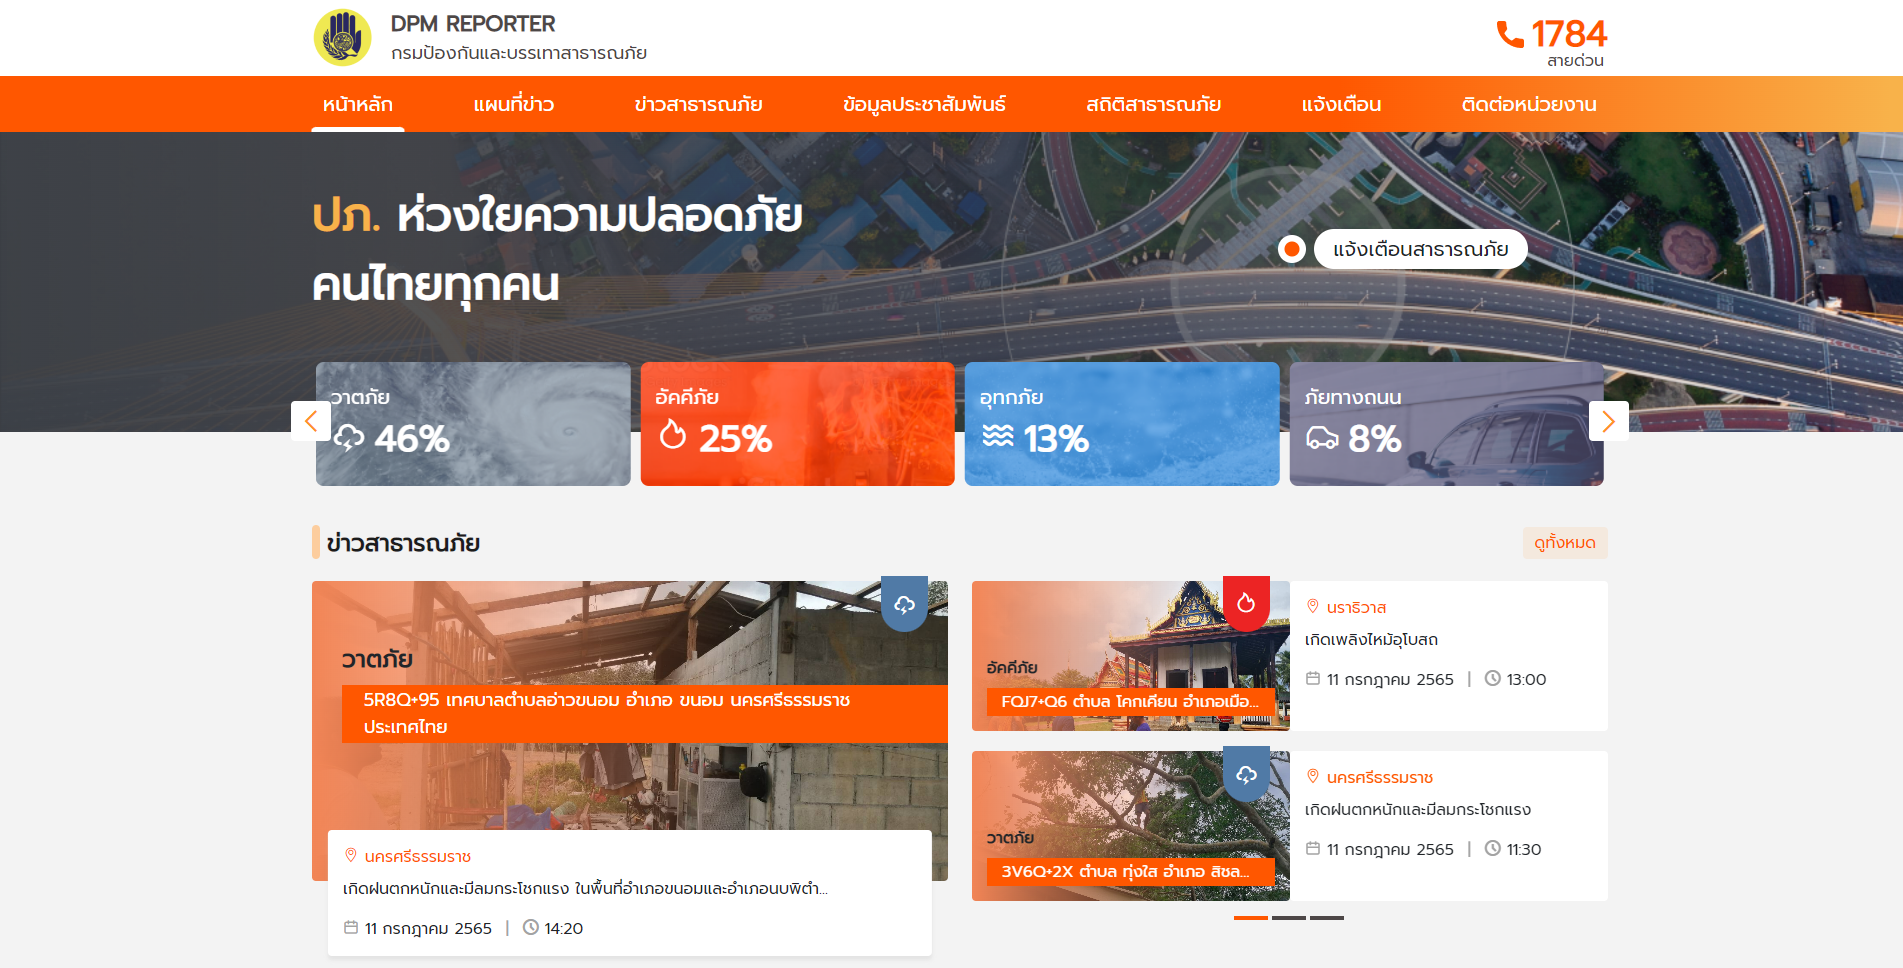 DPM REPORTER
กรมป้องกันและบรรเทาสาธารณภัย
1784
สายด่วน
หน้าหลัก
แผนที่ข่าว
ข่าวสาธารณภัย
ข้อมูลประชาสัมพันธ์
สถิติสาธารณภัย
แจ้งเตือน
ติดต่อหน่วยงาน
ปภ. ห่วงใยความปลอดภัย
คนไทยทุกคน
แจ้งเตือนสาธารณภัย
วาตภัย
46%
อัคคีภัย
25%
อุทกภัย
13%
ภัยทางถนน
8%
ข่าวสาธารณภัย
ดูทั้งหมด
วาตภัย
5R8Q+95 เทศบาลตำบลอ่าวขนอม อำเภอ ขนอม นครศรีธรรมราช
ประเทศไทย
นครศรีธรรมราช
เกิดฝนตกหนักและมีลมกระโชกแรง ในพื้นที่อำเภอขนอมและอำเภอนบพิตำ...
11 กรกฎาคม 2565 | 14:20
อัคคีภัย
FQJ7+Q6 ตำบล โคกเคียน อำเภอเมือ...
นราธิวาส
เกิดเพลิงไหม้อุโบสถ
11 กรกฎาคม 2565 | 13:00
วาตภัย
3V6Q+2X ตำบล ทุ่งใส อำเภอ สิชล...
นครศรีธรรมราช
เกิดฝนตกหนักและมีลมกระโชกแรง
11 กรกฎาคม 2565 | 11:30